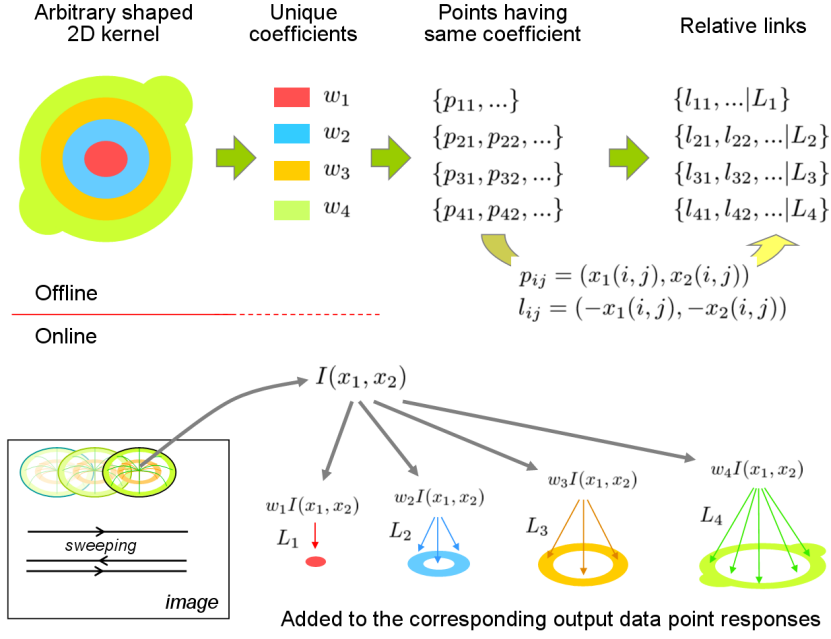 Arbitrary shaped
2D kernel
Unique
coefficients
Points having
same coefficient
Relative links
w₁
w₂
w₃
w₄
{p₁₁, ...}
{p₂₁, p₂₂, ...}
{p₃₁, p₃₂, ...}
{p₄₁, p₄₂, ...}
{l₁₁, ...|L₁}
{l₂₁, l₂₂, ...|L₂}
{l₃₁, l₃₂, ...|L₃}
{l₄₁, l₄₂, ...|L₄}
pᵢⱼ = (x₁(i, j), x₂(i, j))
lᵢⱼ = (−x₁(i, j), −x₂(i, j))
Offline
Online
I(x₁, x₂)
w₁I(x₁, x₂)
w₂I(x₁, x₂)
w₃I(x₁, x₂)
w₄I(x₁, x₂)
L₁
L₂
L₃
L₄
sweeping
image
Added to the corresponding output data point responses